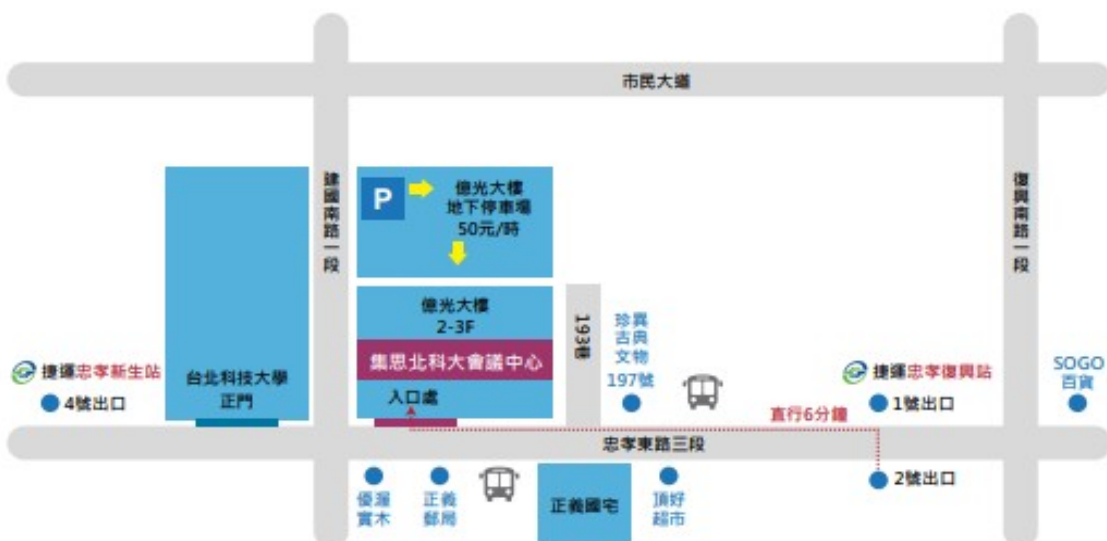 市民大道
建國南路一段
復興南路一段
P
億光大樓
地下停車場
50元/時
億光大樓
2-3F
集思北科大會議中心
入口處
193巷
珍異
古典
文物
197號
捷運忠孝新生站
4號出口
台北科技大學
正門
捷運忠孝復興站
1號出口
SOGO
百貨
直行6分鐘
忠孝東路三段
2號出口
優渥
實木
正義
郵局
正義國宅
頂好
超市